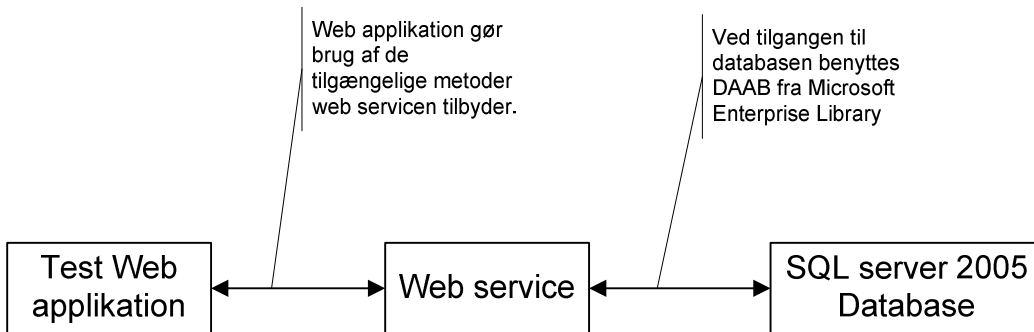 Web applikation gør
brug af de
tilgængelige metoder
web servicen tilbyder.
Ved tilgangen til
databasen benyttes
DAAB fra Microsoft
Enterprise Library
Test Web
applikation
Web service
SQL server 2005
Database